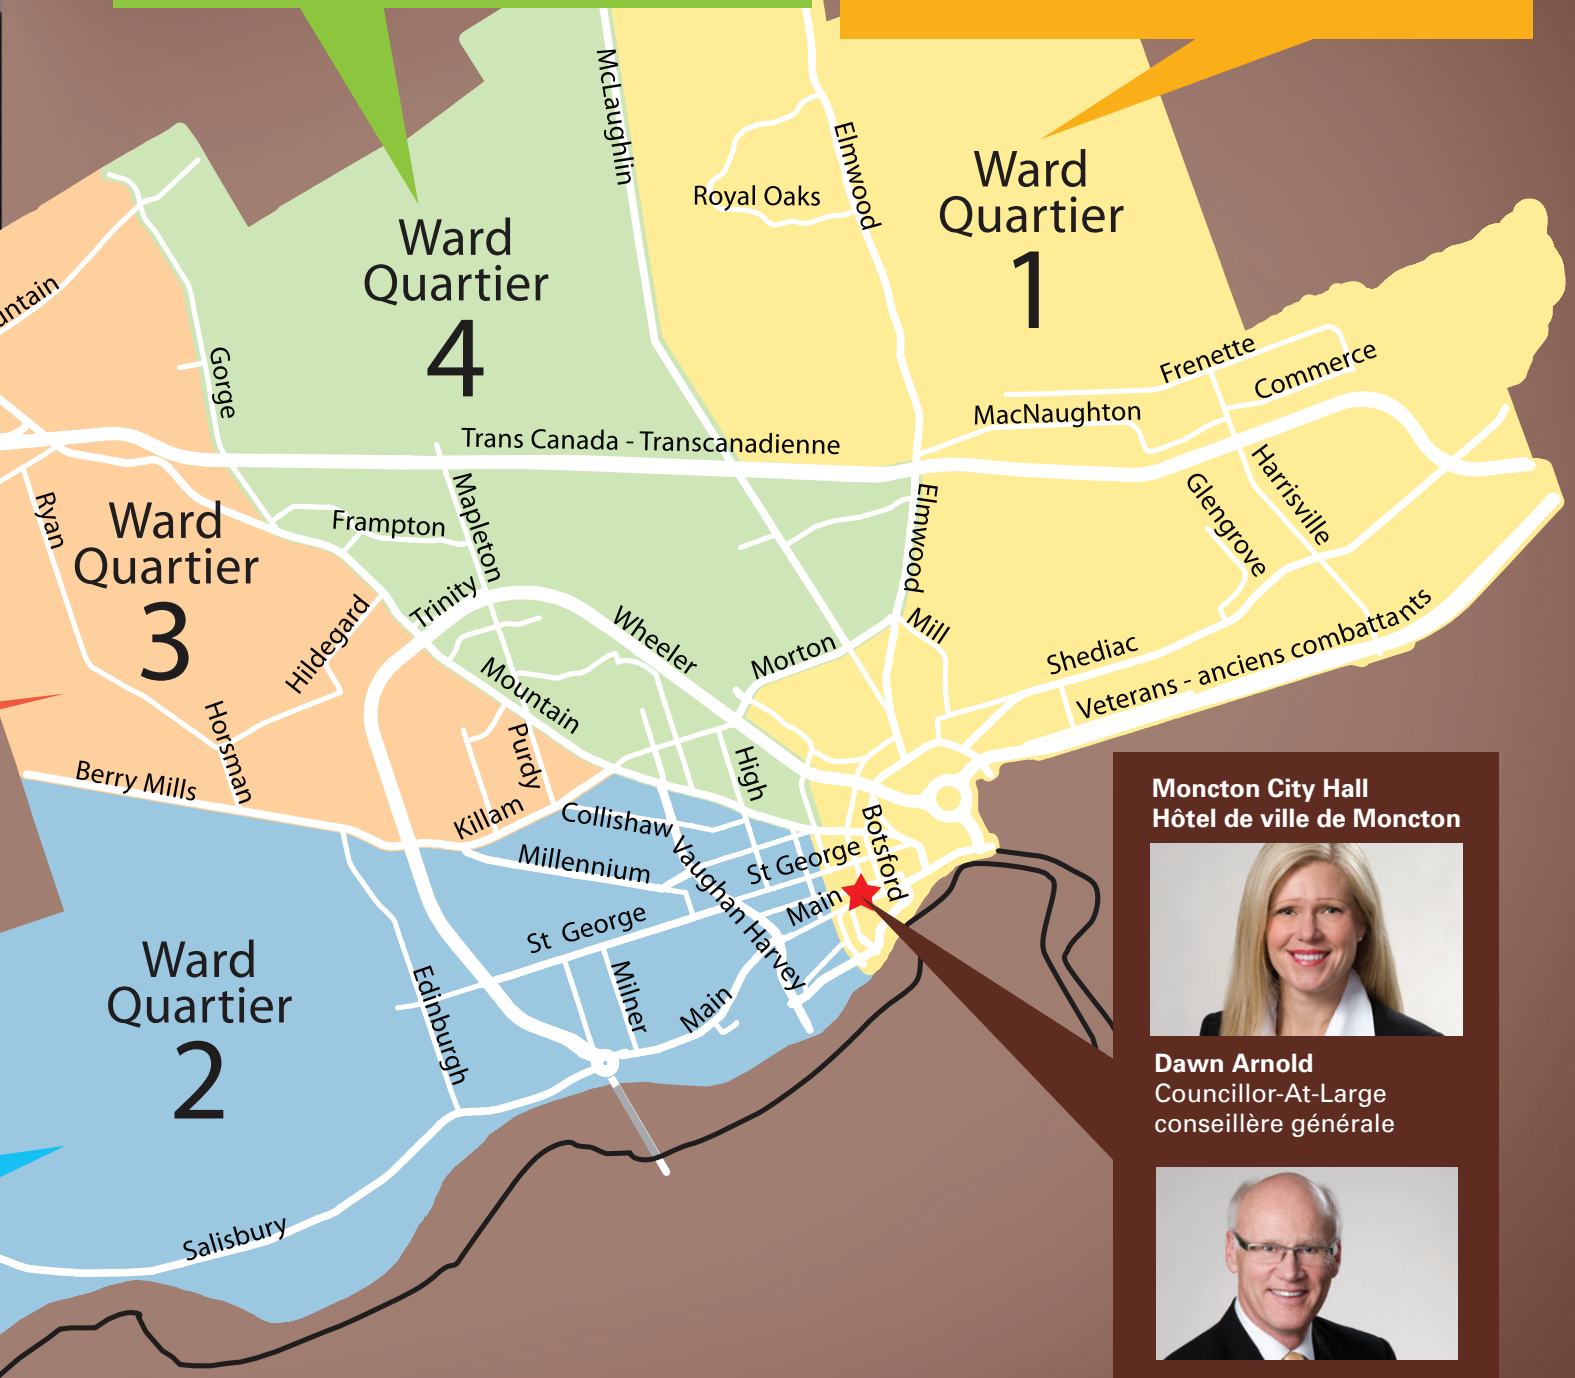 McLaughlin
Elmwood
Royal Oaks
Ward
Quartier
1
Ward
Quartier
4
Gorge
Frenette
Commerce
MacNaughton
Trans Canada - Transcanadienne
Ryan
Ward
Quartier
3
Frampton
Mapleton
Elmwood
Glengrove
Harrisville
Trinity
Hildegard
Wheeler
Mill
Morton
Shediac
Veterans - anciens combattants
Mountain
Horsman
Purdy
High
Berry Mills
Killam
Collishaw
Millennium
Vaughan Harvey
St George
Botsford
Main
St George
Ward
Quartier
2
Edinburgh
Milner
Main
Salisbury
Moncton City Hall
Hôtel de ville de Moncton
Dawn Arnold
Councillor-At-Large
conseillère générale